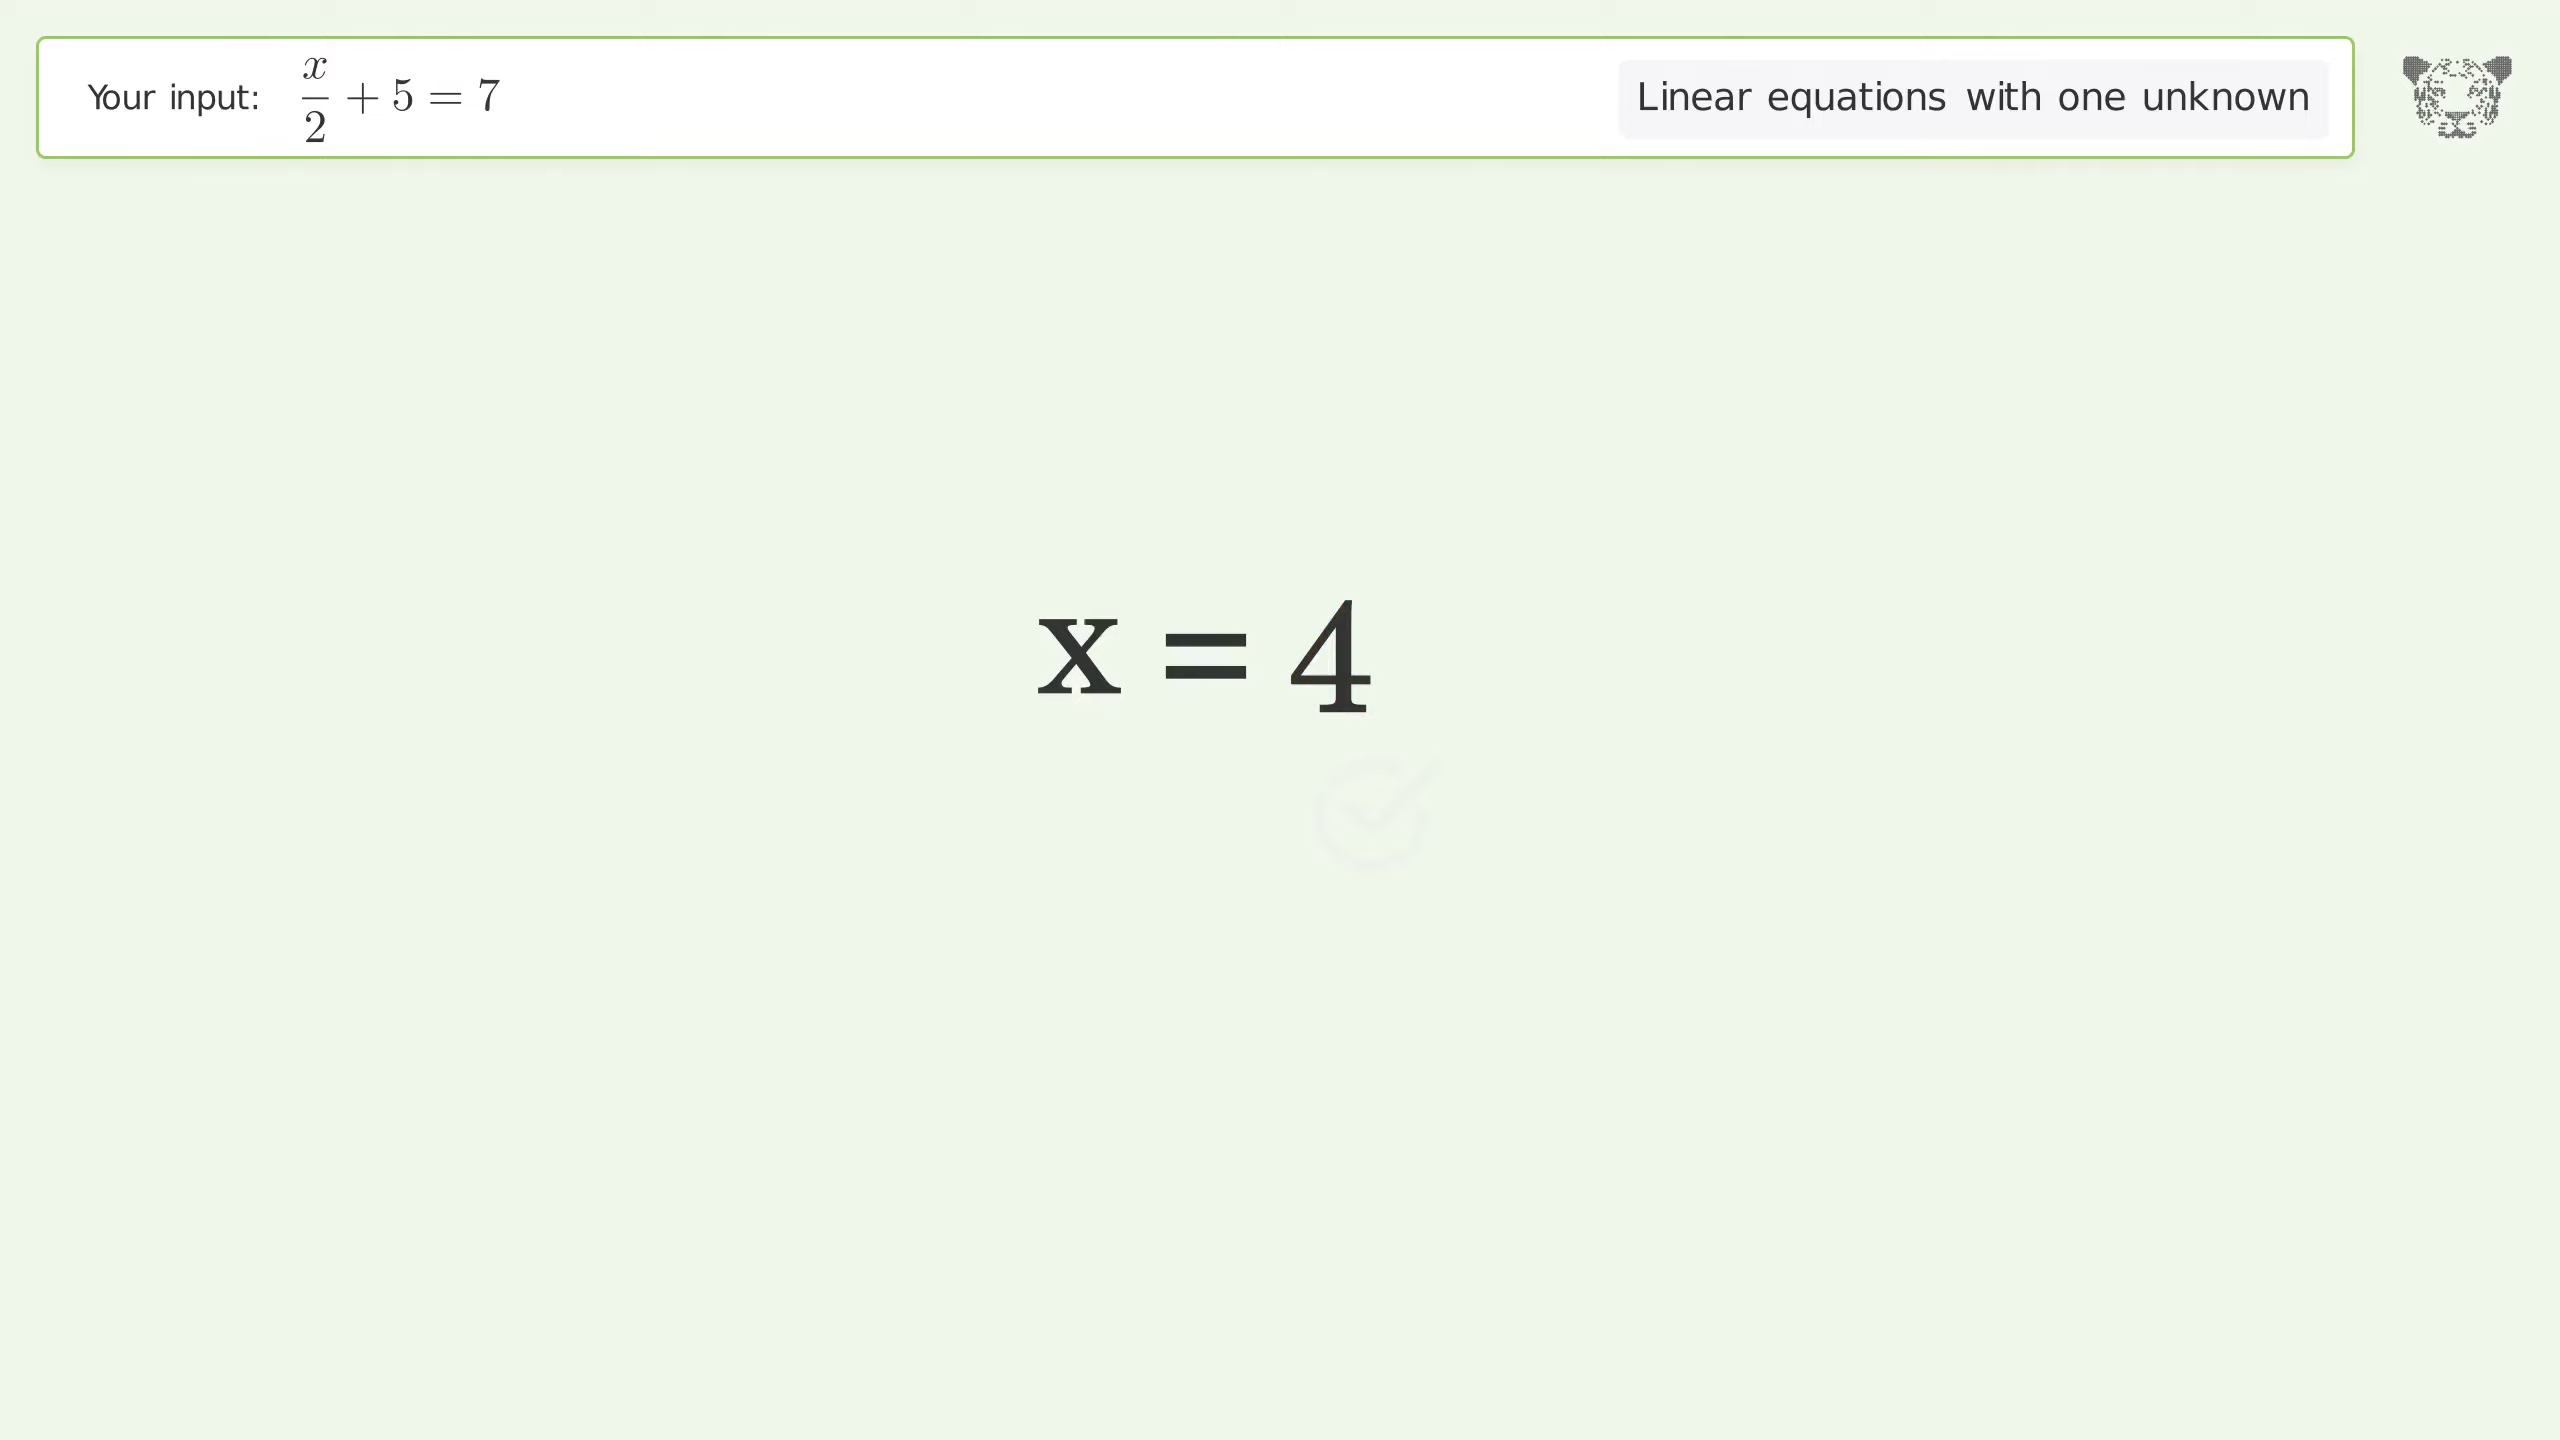 Your input: x/2 + 5 = 7
Linear equations with one unknown
x = 4